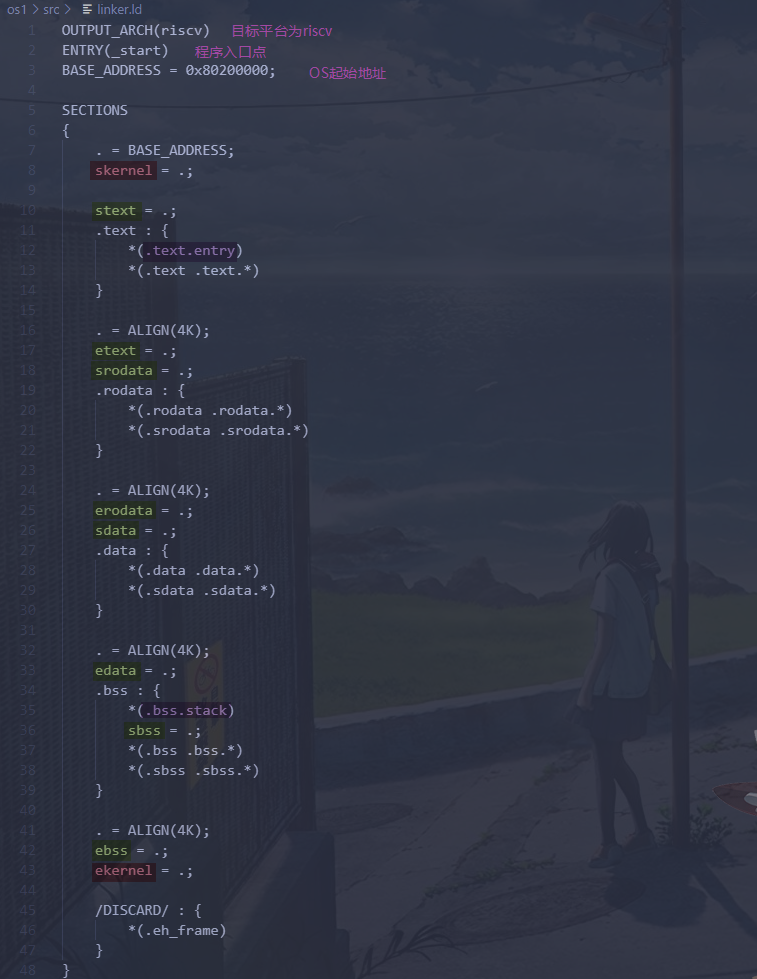 os1 > src > linker.ld
1 OUTPUT_ARCH(riscv) 目标平台为riscv
2 ENTRY(_start) 程序入口点
3 BASE_ADDRESS = 0x80200000; OS起始地址
4
5 SECTIONS
6 {
7 . = BASE_ADDRESS;
8 skernel = .;
9
10 stext = .;
11 .text : {
12 *(.text.entry)
13 *(.text .text.*)
14 }
15
16 . = ALIGN(4K);
17 etext = .;
18 srodata = .;
19 .rodata : {
20 *(.rodata .rodata.*)
21 *(.srodata .srodata.*)
22 }
23
24 . = ALIGN(4K);
25 erodata = .;
26 sdata = .;
27 .data : {
28 *(.data .data.*)
29 *(.sdata .sdata.*)
30 }
31
32 . = ALIGN(4K);
33 edata = .;
34 .bss : {
35 *(.bss.stack)
36 sbss = .;
37 *(.bss .bss.*)
38 *(.sbss .sbss.*)
39 }
40
41 . = ALIGN(4K);
42 ebss = .;
43 ekernel = .;
44
45 /DISCARD/ : {
46 *(.eh_frame)
47 }
48 }